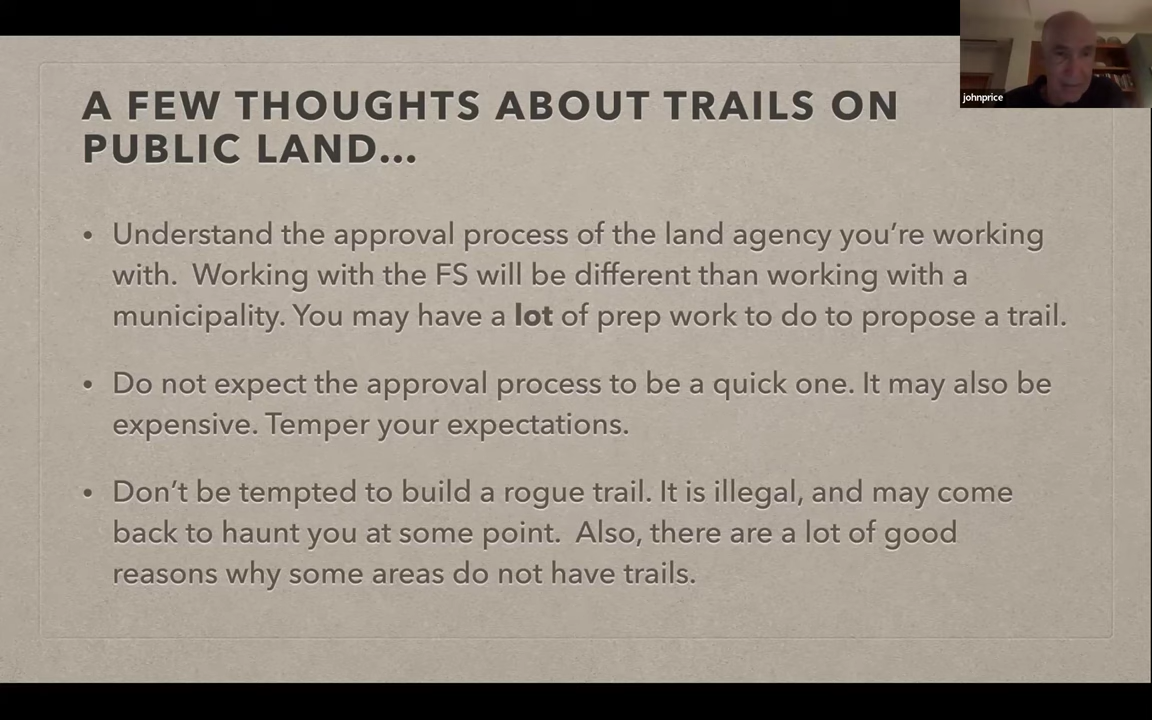 A FEW THOUGHTS ABOUT TRAILS ON
PUBLIC LAND...
johnprice
• Understand the approval process of the land agency you’re working
with.  Working with the FS will be different than working with a
municipality. You may have a lot of prep work to do to propose a trail.
• Do not expect the approval process to be a quick one. It may also be
expensive. Temper your expectations.
• Don’t be tempted to build a rogue trail. It is illegal, and may come
back to haunt you at some point.  Also, there are a lot of good
reasons why some areas do not have trails.